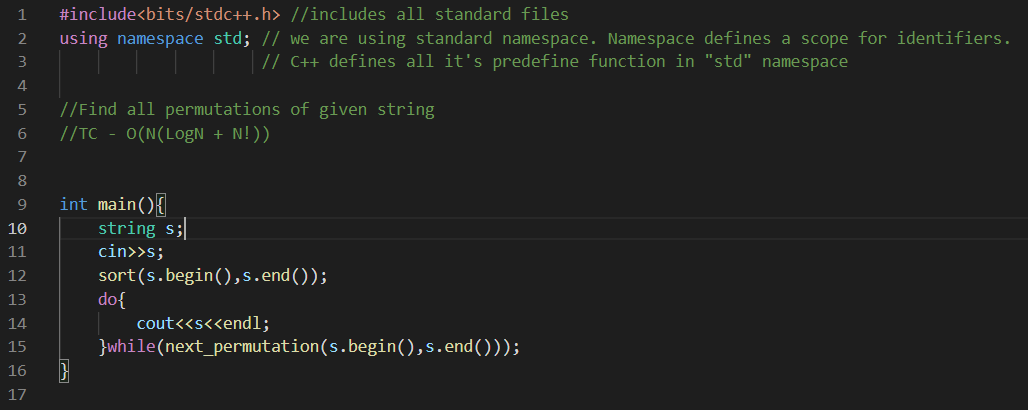 1 #include<bits/stdc++.h> //includes all standard files
2 using namespace std; // we are using standard namespace. Namespace defines a scope for identifiers.
3 // C++ defines all it's predefine function in "std" namespace
4
5 //Find all permutations of given string
6 //TC - O(N(LogN + N!))
7
8
9 int main(){
10 string s;
11 cin>>s;
12 sort(s.begin(),s.end());
13 do{
14 cout<<s<<endl;
15 }while(next_permutation(s.begin(),s.end()));
16 }
17